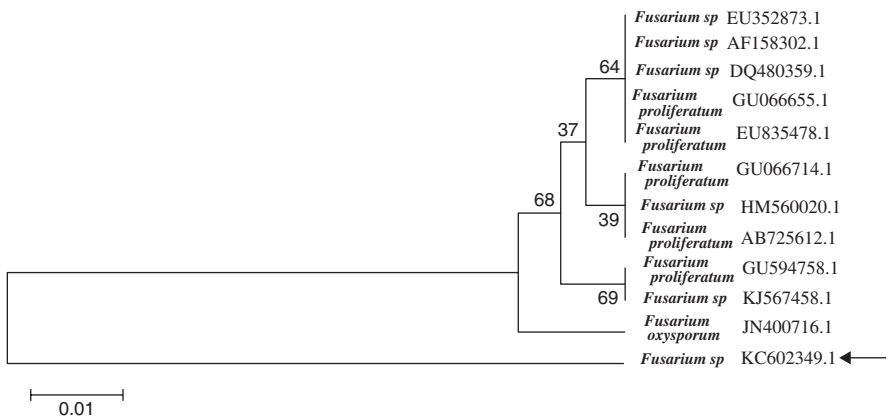 Fusarium sp EU352873.1
Fusarium sp AF158302.1
64
Fusarium sp DQ480359.1
Fusarium proliferatum GU066655.1
37
Fusarium proliferatum EU835478.1
Fusarium proliferatum GU066714.1
68
Fusarium sp HM560020.1
39
Fusarium proliferatum AB725612.1
Fusarium proliferatum GU594758.1
69
Fusarium sp KJ567458.1
Fusarium oxysporum JN400716.1
Fusarium sp KC602349.1
0.01